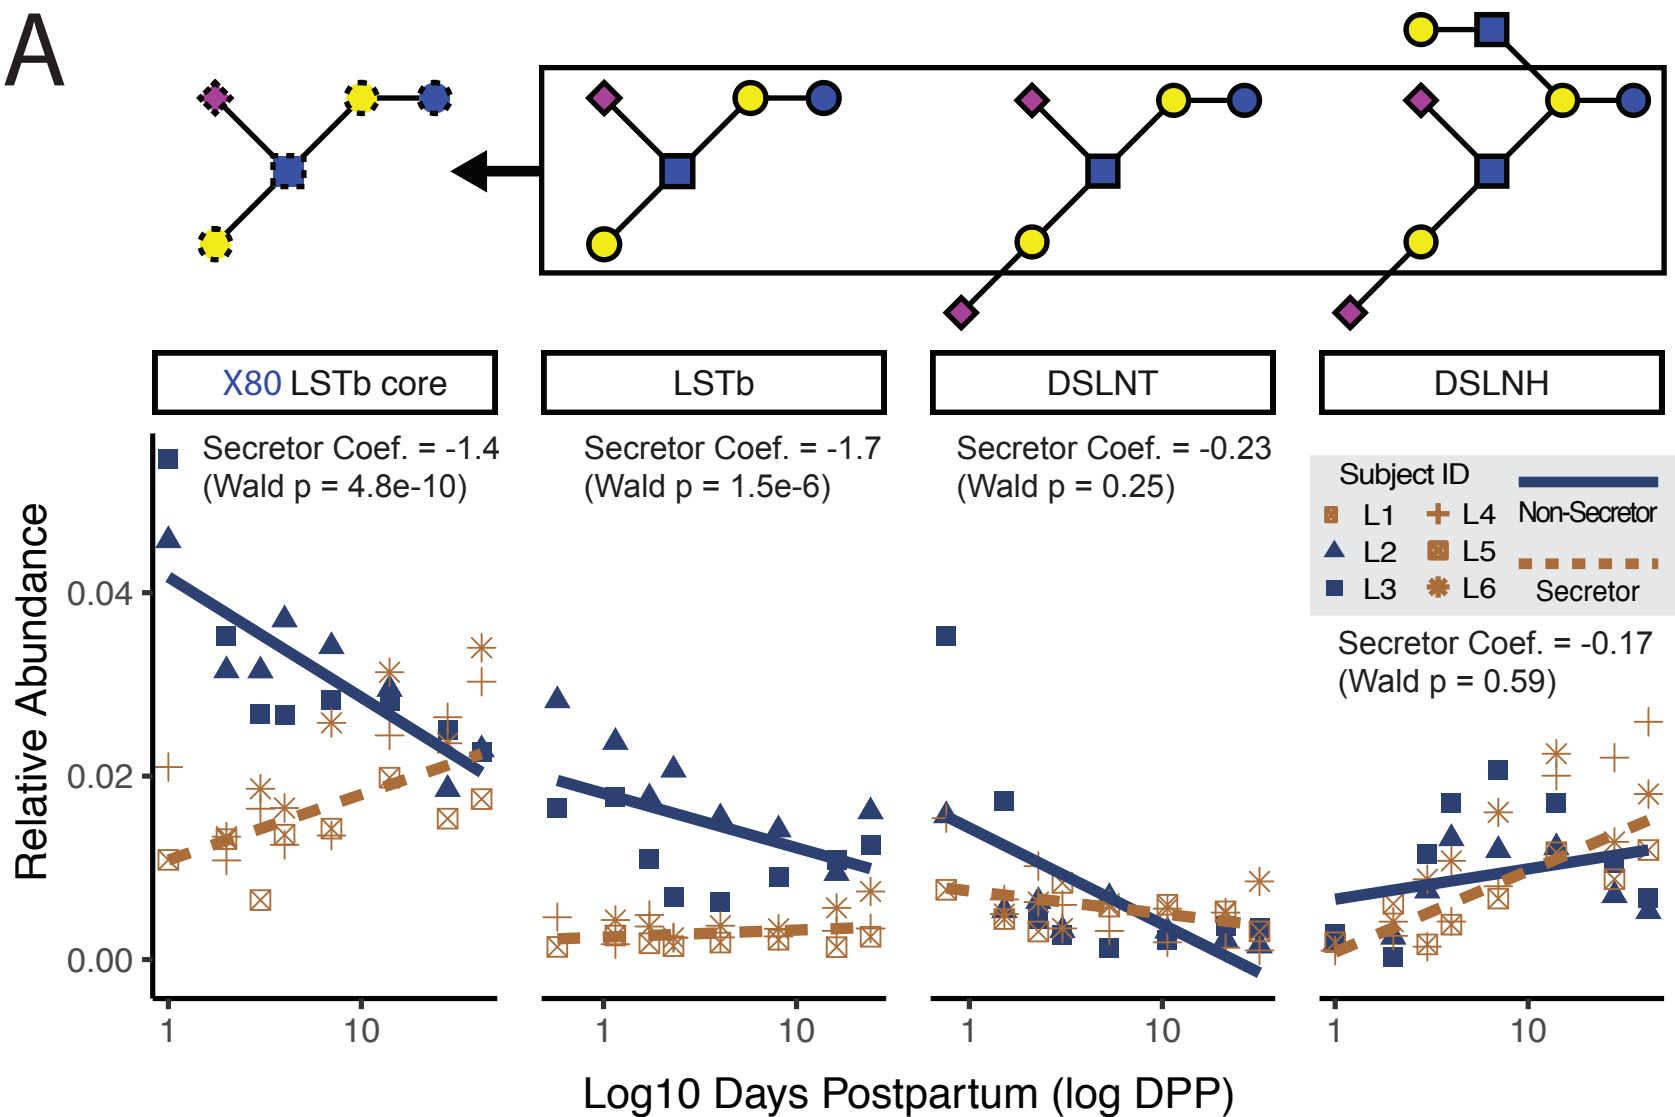 A
X80 LSTb core
LSTb
DSLNT
DSLNH
Secretor Coef. = -1.4
(Wald p = 4.8e-10)
Secretor Coef. = -1.7
(Wald p = 1.5e-6)
Secretor Coef. = -0.23
(Wald p = 0.25)
Subject ID
L1
L2
L3
L4
L5
L6
Non-Secretor
Secretor
Secretor Coef. = -0.17
(Wald p = 0.59)
Relative Abundance
0.04
0.02
0.00
1 10
1 10
1 10
1 10
Log10 Days Postpartum (log DPP)